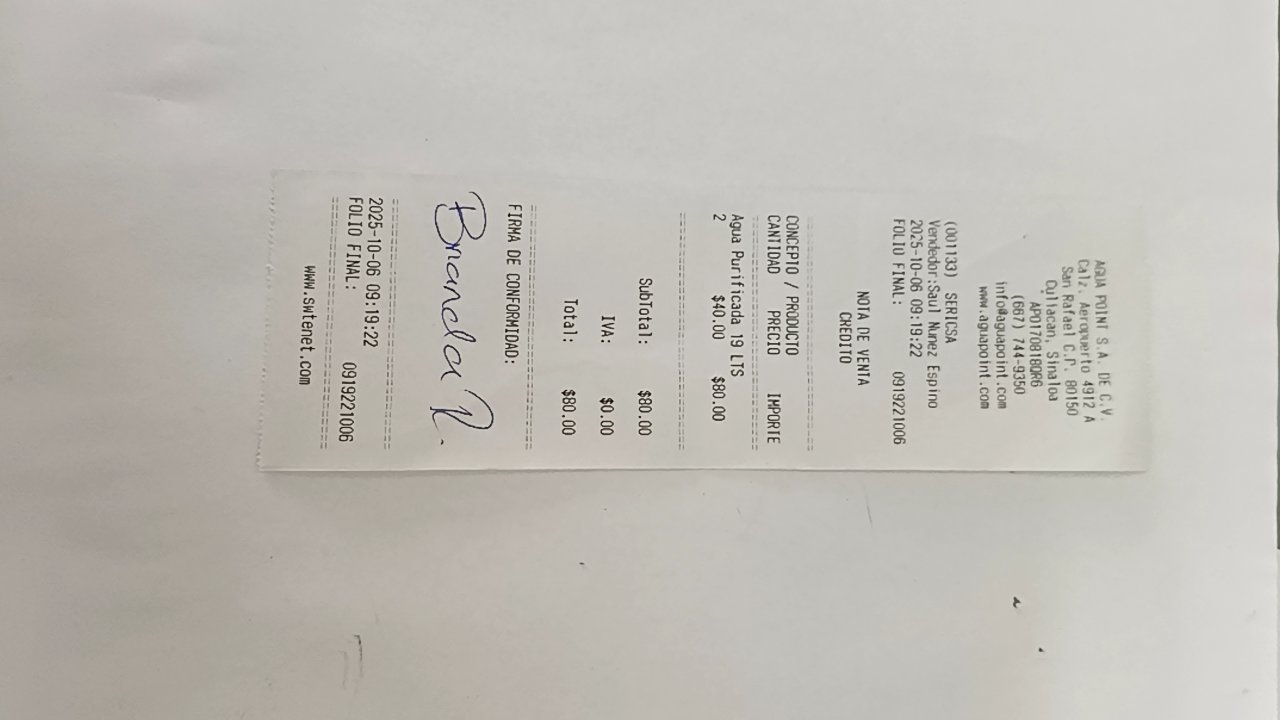 AGUA POINT S.A. DE C.V.
Calz. Aeropuerto 4912 A
San Rafael C.P. 80150
Culiacan, Sinaloa
APO170818QR6
(667) 744-9350
info@aguapoint.com
www.aguapoint.com
(001133) SERICSA
Vendedor:Saul Nunez Espino
2025-10-06 09:19:22
FOLIO FINAL: 0919221006
NOTA DE VENTA
CREDITO
CONCEPTO / PRODUCTO
CANTIDAD PRECIO IMPORTE
Agua Purificada 19 LTS
2 $40.00 $80.00
SubTotal: $80.00
IVA: $0.00
Total: $80.00
FIRMA DE CONFORMIDAD:
Brianda R.
2025-10-06 09:19:22
FOLIO FINAL: 0919221006
www.swtenet.com